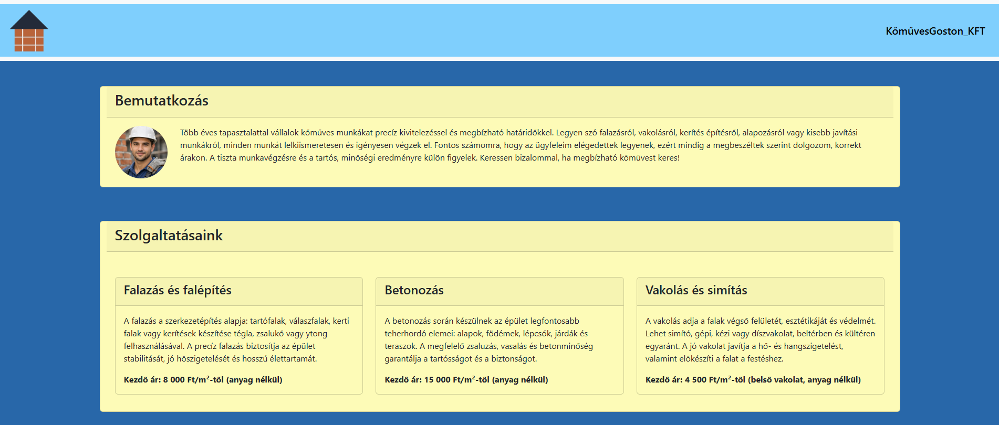 KőművesGoston_KFT
Bemutatkozás
Több éves tapasztalattal vállalok kőműves munkákat precíz kivitelezéssel és megbízható határidőkkel. Legyen szó falazásról, vakolásról, kerítés építésről, alapozásról vagy kisebb javítási
munkákról, minden munkát lelkiismeretesen és igényesen végzek el. Fontos számomra, hogy az ügyfeleim elégedettek legyenek, ezért mindig a megbeszéltek szerint dolgozom, korrekt
árakon. A tiszta munkavégzésre és a tartós, minőségi eredményre külön figyelek. Keressen bizalommal, ha megbízható kőművest keres!
Szolgaltatásaink
Falazás és falépítés
A falazás a szerkezetépítés alapja: tartófalak, válaszfalak, kerti
falak vagy kerítések készítése tégla, zsalukő vagy ytong
felhasználásával. A precíz falazás biztosítja az épület
stabilitását, jó hőszigetelését és hosszú élettartamát.
Kezdő ár: 8 000 Ft/m²-től (anyag nélkül)
Betonozás
A betonozás során készülnek az épület legfontosabb
teherhordó elemei: alapok, födémek, lépcsők, járdák és
teraszok. A megfelelő zsaluzás, vasalás és betonminőség
garantálja a tartósságot és a biztonságot.
Kezdő ár: 15 000 Ft/m²-től (anyag nélkül)
Vakolás és simítás
A vakolás adja a falak végső felületét, esztétikáját és védelmét.
Lehet simító, gépi, kézi vagy díszvakolat, beltérben és kültéren
egyaránt. A jó vakolat javítja a hő- és hangszigetelést,
valamint előkészíti a falat a festéshez.
Kezdő ár: 4 500 Ft/m²-től (belső vakolat, anyag nélkül)